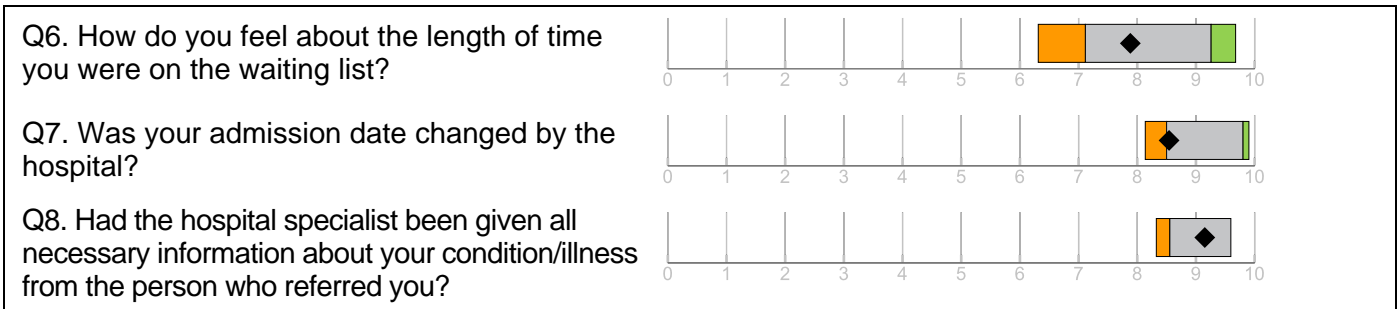 Q6. How do you feel about the length of time
you were on the waiting list?
0 1 2 3 4 5 6 7 8 9 10
Q7. Was your admission date changed by the
hospital?
0 1 2 3 4 5 6 7 8 9 10
Q8. Had the hospital specialist been given all
necessary information about your condition/illness
from the person who referred you?
0 1 2 3 4 5 6 7 8 9 10